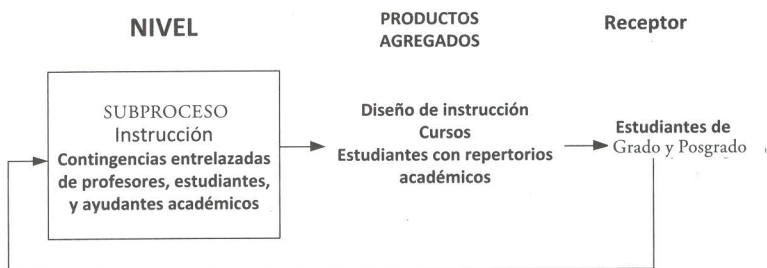 NIVEL
PRODUCTOS
AGREGADOS
Receptor
SUBPROCESO
Instrucción
Contingencias entrelazadas
de profesores, estudiantes,
y ayudantes académicos
Diseño de instrucción
Cursos
Estudiantes con repertorios
académicos
Estudiantes de
Grado y Posgrado